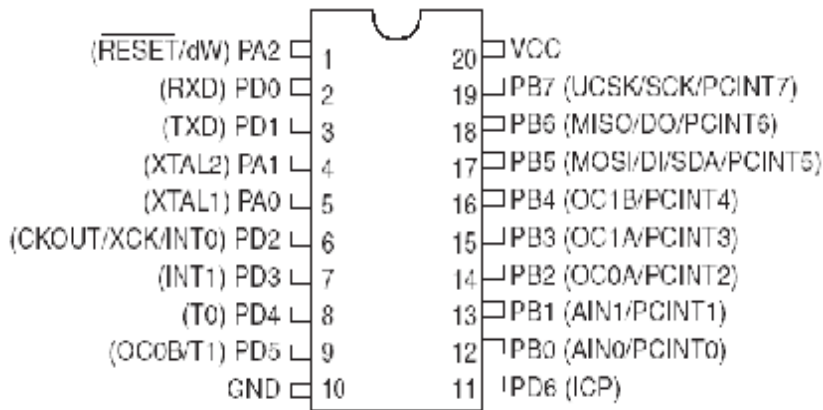 (RESET/dW) PA2 1 20 VCC
(RXD) PD0 2 19 PB7 (UCSK/SCK/PCINT7)
(TXD) PD1 3 18 PB6 (MISO/DO/PCINT6)
(XTAL2) PA1 4 17 PB5 (MOSI/DI/SDA/PCINT5)
(XTAL1) PA0 5 16 PB4 (OC1B/PCINT4)
(CKOUT/XCK/INT0) PD2 6 15 PB3 (OC1A/PCINT3)
(INT1) PD3 7 14 PB2 (OC0A/PCINT2)
(T0) PD4 8 13 PB1 (AIN1/PCINT1)
(OC0B/T1) PD5 9 12 PB0 (AIN0/PCINT0)
GND 10 11 PD6 (ICP)